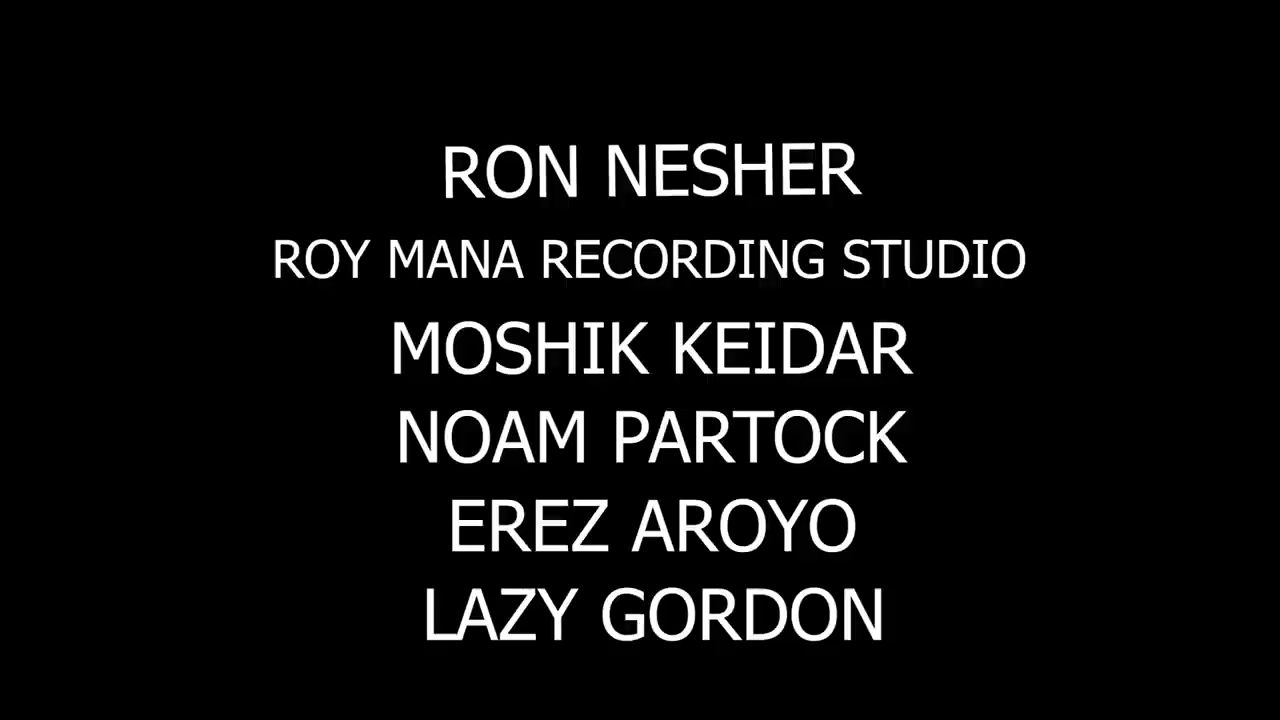 RON NESHER
ROY MANA RECORDING STUDIO
MOSHIK KEIDAR
NOAM PARTOCK
EREZ AROYO
LAZY GORDON